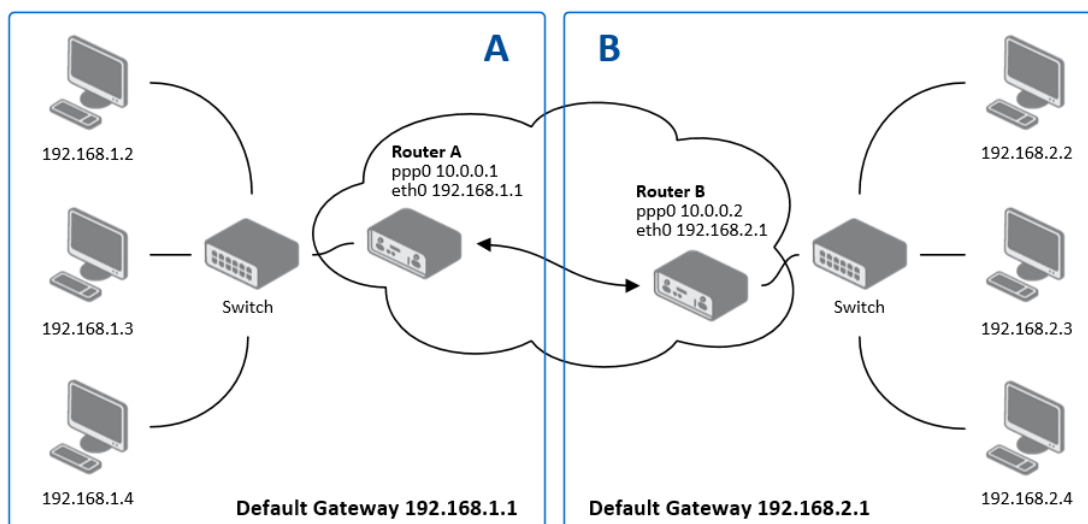 A
B
192.168.1.2
192.168.2.2
Router A
ppp0 10.0.0.1
eth0 192.168.1.1
Router B
ppp0 10.0.0.2
eth0 192.168.2.1
Switch
Switch
192.168.1.3
192.168.2.3
192.168.1.4
192.168.2.4
Default Gateway 192.168.1.1
Default Gateway 192.168.2.1